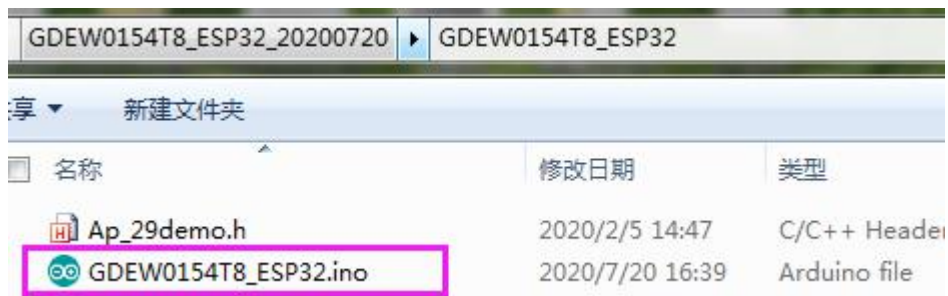 GDEW0154T8_ESP32_20200720 ▸ GDEW0154T8_ESP32
享 ▼ 新建文件夹
名称 修改日期 类型
Ap_29demo.h 2020/2/5 14:47 C/C++ Header
GDEW0154T8_ESP32.ino 2020/7/20 16:39 Arduino file